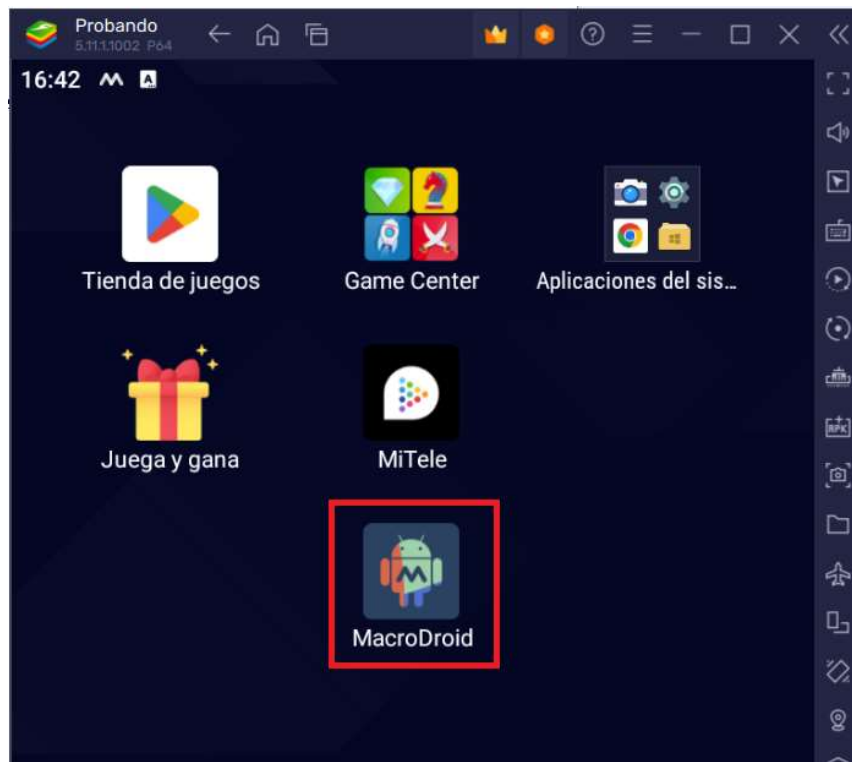 Probando
5.11.1.1002 P64
16:42
Tienda de juegos
Game Center
Aplicaciones del sis...
Juega y gana
MiTele
MacroDroid